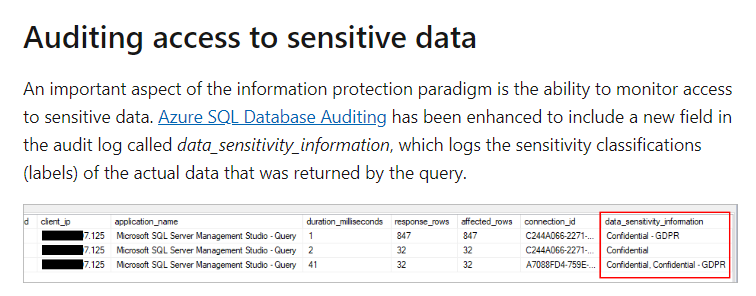 Auditing access to sensitive data
An important aspect of the information protection paradigm is the ability to monitor access
to sensitive data. Azure SQL Database Auditing has been enhanced to include a new field in
the audit log called data_sensitivity_information, which logs the sensitivity classifications
(labels) of the actual data that was returned by the query.
d client_ip application_name duration_milliseconds response_rows affected_rows connection_id data_sensitivity_information
7.125 Microsoft SQL Server Management Studio - Query 1 847 847 C244A066-2271-... Confidential - GDPR
7.125 Microsoft SQL Server Management Studio - Query 2 32 32 C244A066-2271-... Confidential
7.125 Microsoft SQL Server Management Studio - Query 41 32 32 A7088FD4-759E-... Confidential, Confidential - GDPR